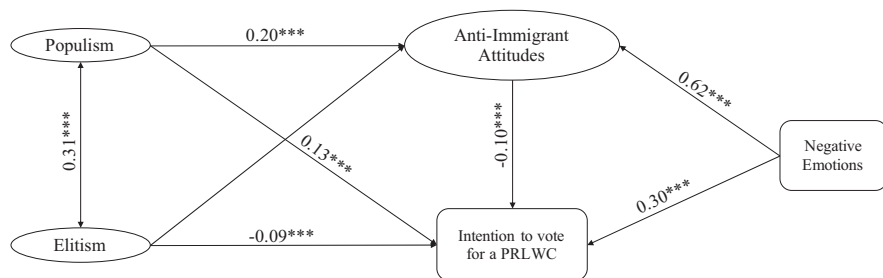 Populism
0.20***
Anti-Immigrant
Attitudes
0.62***
0.31***
0.13***
-0.10***
Negative
Emotions
0.30***
Elitism
-0.09***
Intention to vote
for a PRLWC